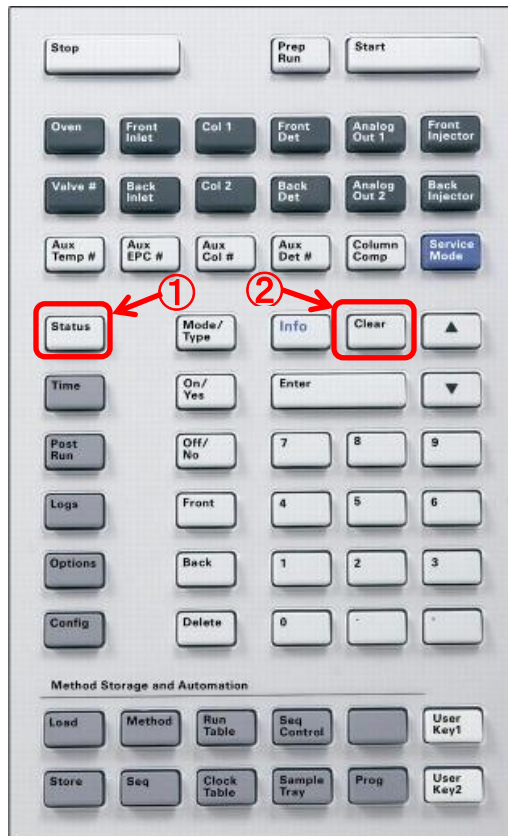 Stop Prep Run Start
Oven Front Inlet Col 1 Front Det Analog Out 1 Front Injector
Valve # Back Inlet Col 2 Back Det Analog Out 2 Back Injector
Aux Temp # Aux EPC # Aux Col # Aux Det # Column Comp Service Mode
① ②
Status Mode/ Type Info Clear ▲
Time On/ Yes Enter ▼
Post Run Off/ No 7 8 9
Logs Front 4 5 6
Options Back 1 2 3
Config Delete 0
Method Storage and Automation
Load Method Run Table Seq Control User Key1
Store Seq Clock Table Sample Tray Prog User Key2